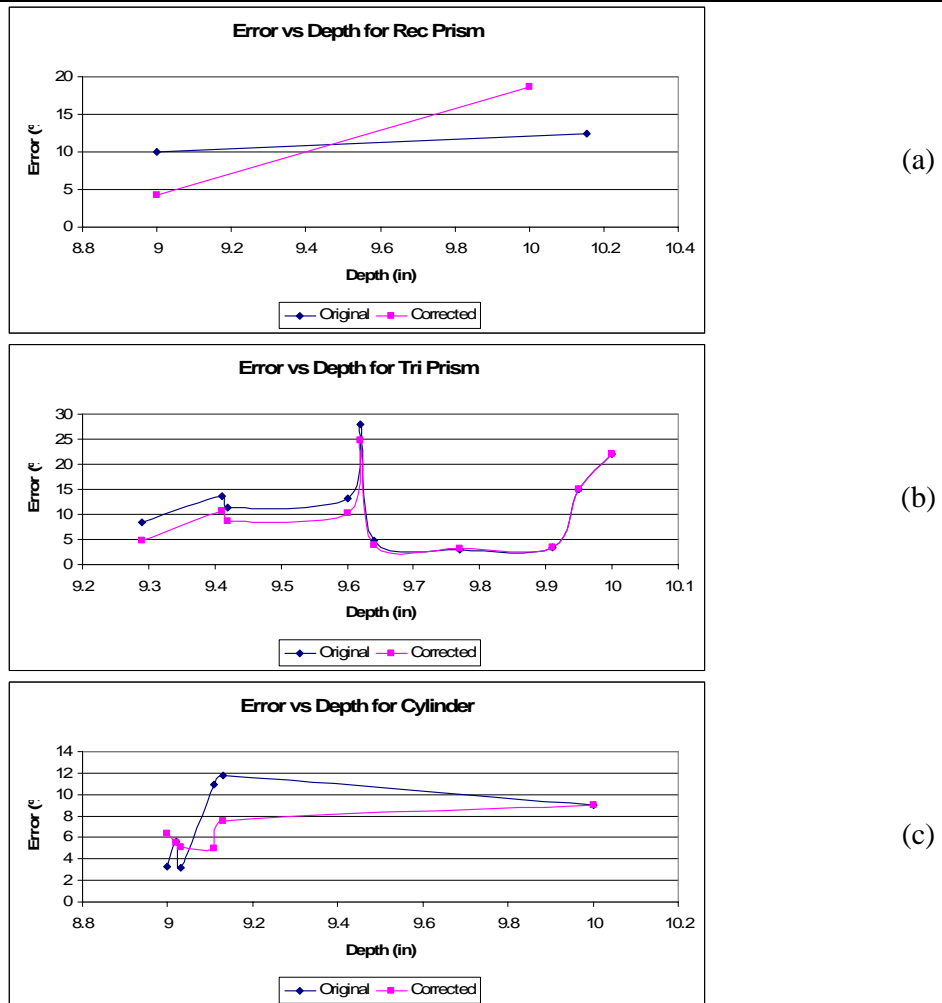 Error vs Depth for Rec Prism
20
15
10
5
0
Error (°
8.8 9 9.2 9.4 9.6 9.8 10 10.2 10.4
Depth (in)
Original Corrected
(a)
Error vs Depth for Tri Prism
30
25
20
15
10
5
0
Error (°
9.2 9.3 9.4 9.5 9.6 9.7 9.8 9.9 10 10.1
Depth (in)
Original Corrected
(b)
Error vs Depth for Cylinder
14
12
10
8
6
4
2
0
Error (°
8.8 9 9.2 9.4 9.6 9.8 10 10.2
Depth (in)
Original Corrected
(c)